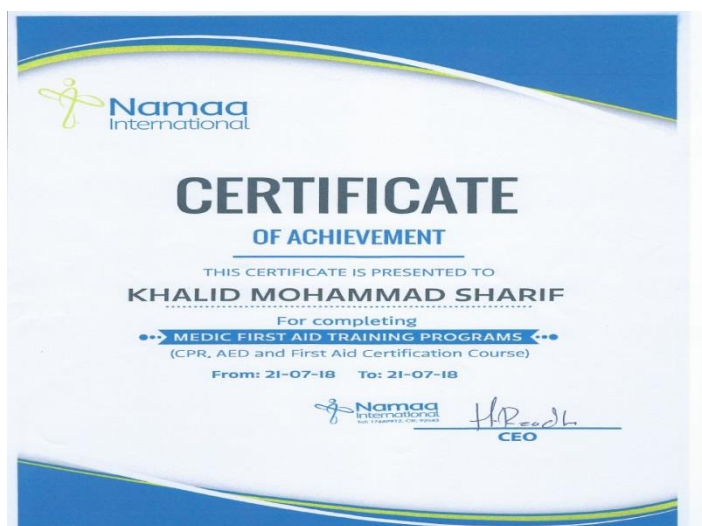 Namaa
International
CERTIFICATE
OF ACHIEVEMENT
THIS CERTIFICATE IS PRESENTED TO
KHALID MOHAMMAD SHARIF
For completing
MEDIC FIRST AID TRAINING PROGRAMS
(CPR, AED and First Aid Certification Course)
From: 21-07-18 To: 21-07-18
Namaa
International
CEO